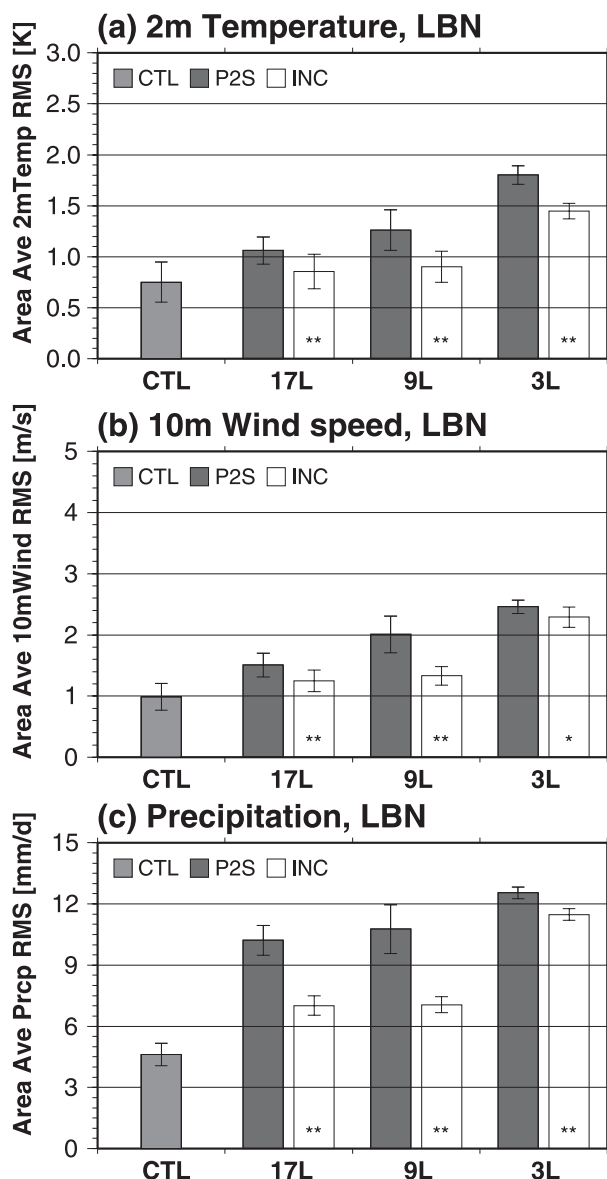 (a) 2m Temperature, LBN
Area Ave 2mTemp RMS [K]
3.0
2.5
2.0
1.5
1.0
0.5
0.0
CTL P2S INC
** ** **
CTL 17L 9L 3L
(b) 10m Wind speed, LBN
Area Ave 10mWind RMS [m/s]
5
4
3
2
1
0
CTL P2S INC
** ** *
CTL 17L 9L 3L
(c) Precipitation, LBN
Area Ave Prcp RMS [mm/d]
15
12
9
6
3
0
CTL P2S INC
** ** **
CTL 17L 9L 3L